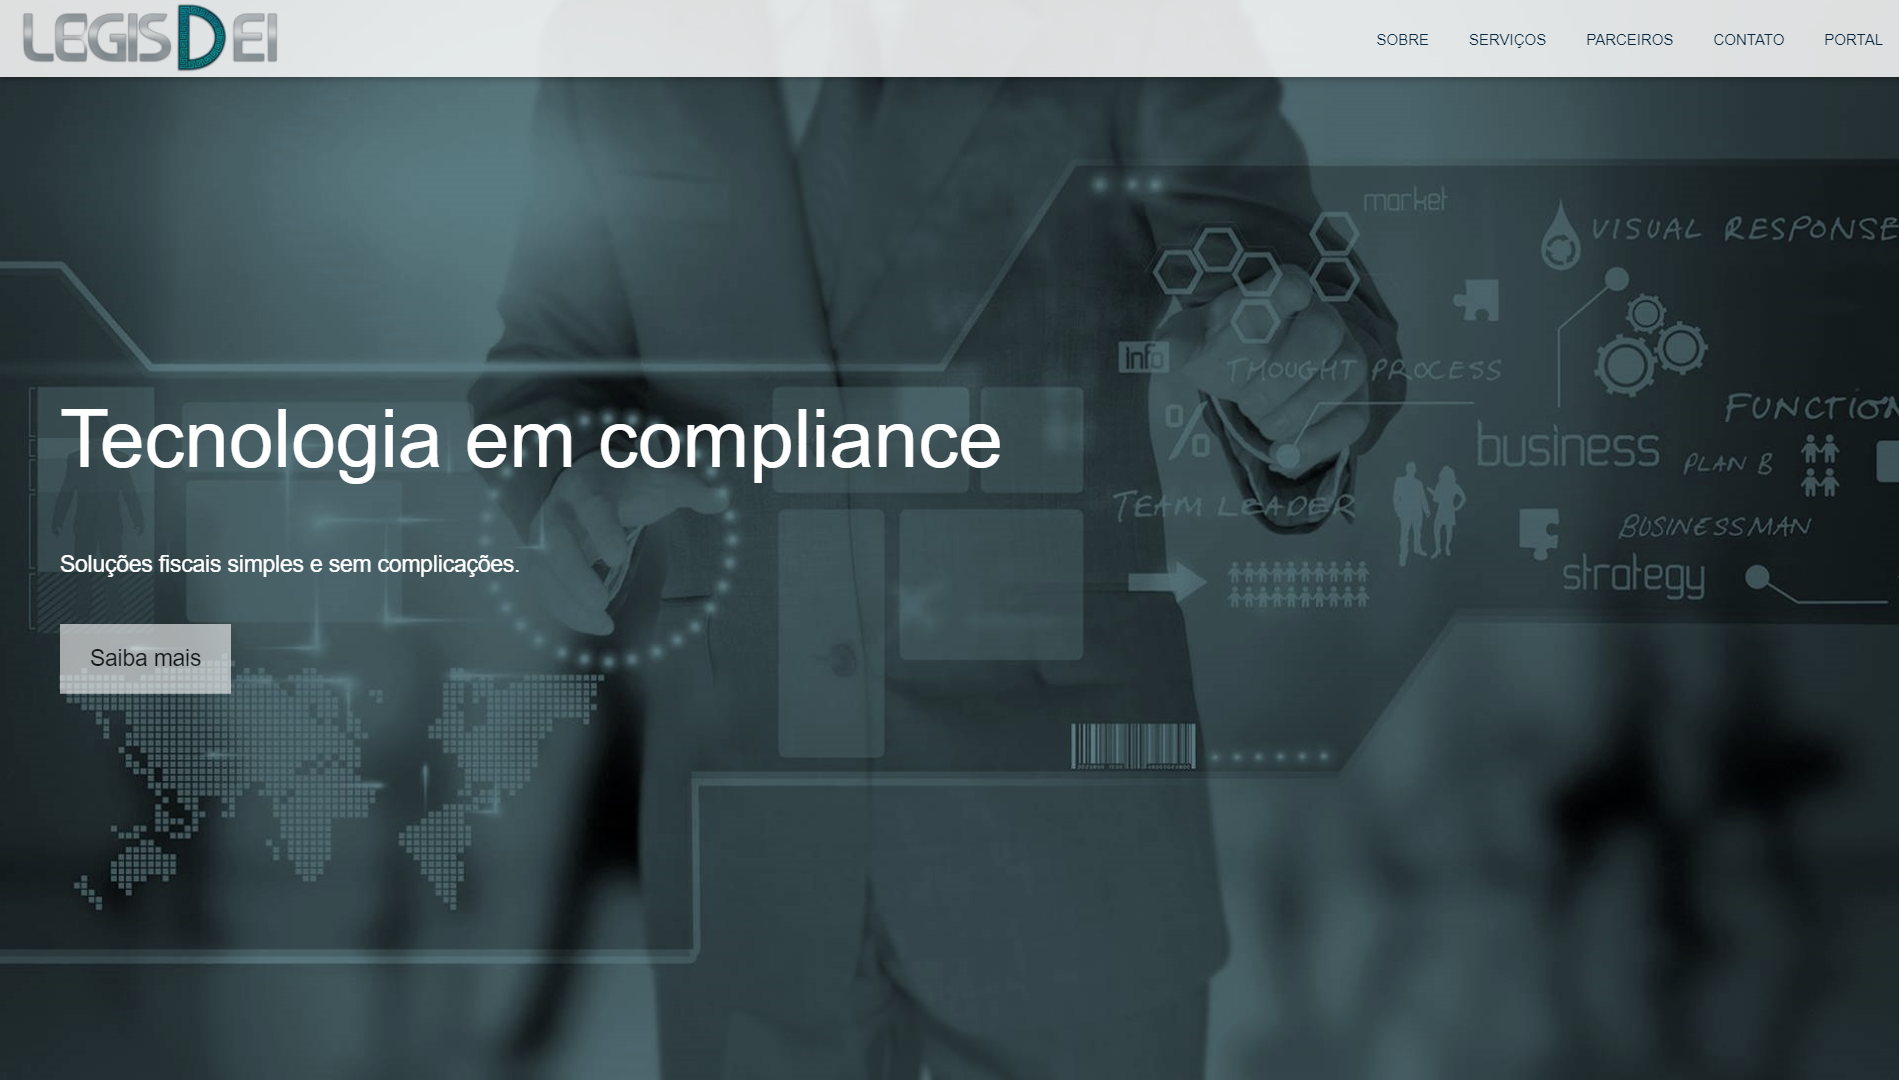 LEGISDEI
SOBRE
SERVIÇOS
PARCEIROS
CONTATO
PORTAL
market
VISUAL RESPONSE
Info
THOUGHT PROCESS
FUNCTION
%
Tecnologia em compliance
business
PLAN B
TEAM LEADER
BUSINESSMAN
Soluções fiscais simples e sem complicações.
strategy
Saiba mais